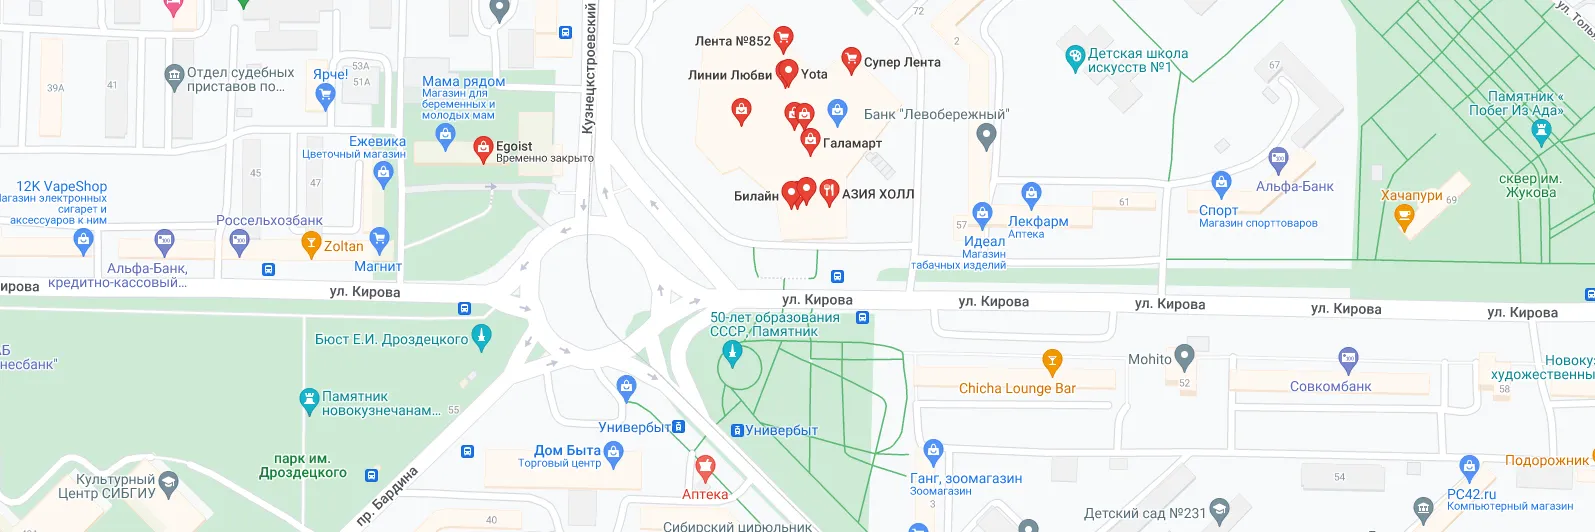 72
2
67
ул. Толь
Лента №852
Супер Лента
Линии Любви
Yota
Детская школа
искусств №1
Отдел судебных
приставов по...
Ярче!
53А
51А
39А
41
Мама рядом
Магазин для
беременных и
молодых мам
Кузнецкстроевский
Банк "Левобережный"
Памятник «
Побег Из Ада»
Галамарт
Ежевика
Цветочный магазин
Egoist
Временно закрыто
45
47
12K VapeShop
Магазин электронных
сигарет и
аксессуаров к ним
Билайн
АЗИЯ ХОЛЛ
Альфа-Банк
сквер им.
Жукова
Хачапури
69
61
57
Лекфарм
Аптека
Спорт
Магазин спорттоваров
Россельхозбанк
Zoltan
Магнит
Идеал
Магазин
табачных изделий
Альфа-Банк,
кредитно-кассовый...
ирова
ул. Кирова
ул. Кирова
ул. Кирова
ул. Кирова
ул. Кирова
ул. Кирова
50-лет образования
СССР, Памятник
Бюст Е.И. Дроздецкого
АБ
несбанк"
Mohito
52
Chicha Lounge Bar
Совкомбанк
Новокуз
художественны
58
Памятник
новокузнечанам...
55
Универбыт
Универбыт
парк им.
Дроздецкого
Дом Быта
Торговый центр
Аптека
Культурный
Центр СИБГИУ
пр. Бардина
40
Ганг, зоомагазин
Зоомагазин
54
Подорожник
PC42.ru
Компьютерный магазин
Детский сад №231
Сибирский цирюльник